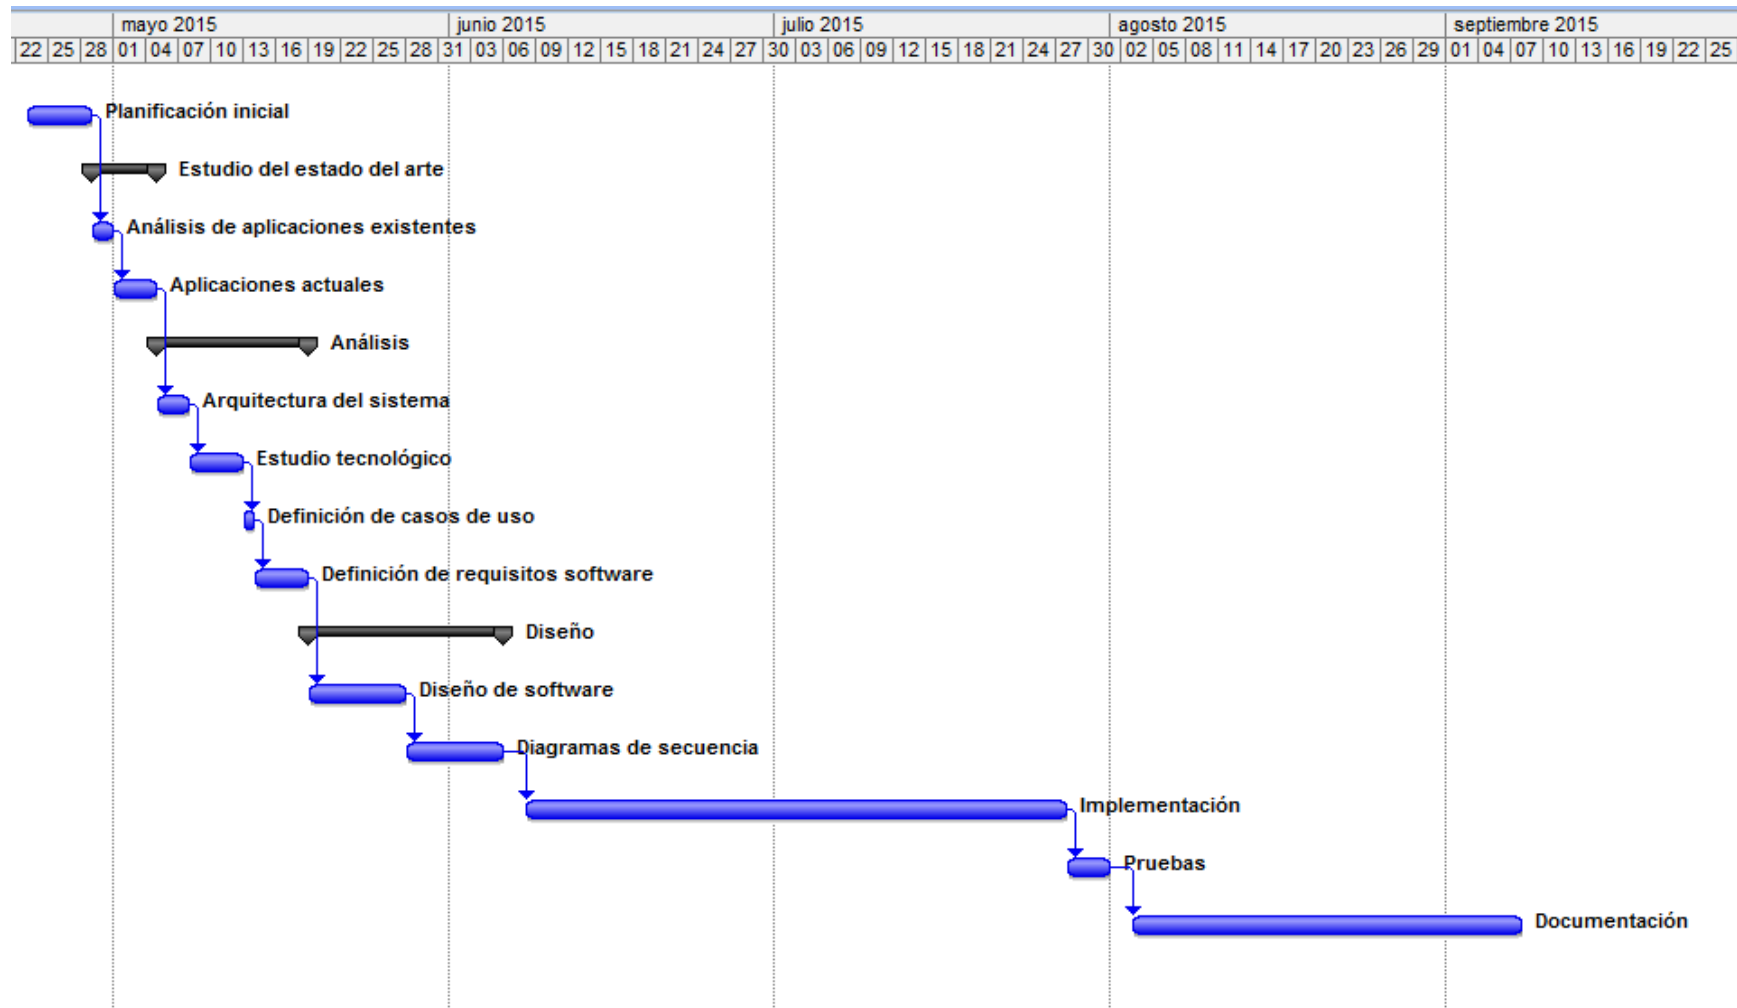 mayo 2015 junio 2015 julio 2015 agosto 2015 septiembre 2015
22 25 28 01 04 07 10 13 16 19 22 25 28 31 03 06 09 12 15 18 21 24 27 30 03 06 09 12 15 18 21 24 27 30 02 05 08 11 14 17 20 23 26 29 01 04 07 10 13 16 19 22 25
Planificación inicial
Estudio del estado del arte
Análisis de aplicaciones existentes
Aplicaciones actuales
Análisis
Arquitectura del sistema
Estudio tecnológico
Definición de casos de uso
Definición de requisitos software
Diseño
Diseño de software
Diagramas de secuencia
Implementación
Pruebas
Documentación